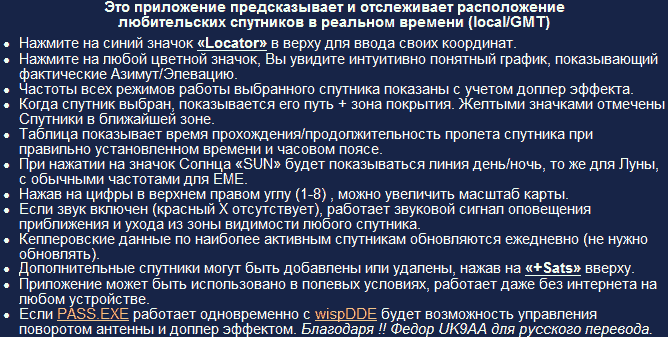 Это приложение предсказывает и отслеживает расположение
любительских спутников в реальном времени (local/GMT)
• Нажмите на синий значок «Locator» в верху для ввода своих координат.
• Нажмите на любой цветной значок, Вы увидите интуитивно понятный график, показывающий
фактические Азимут/Элевацию.
• Частоты всех режимов работы выбранного спутника показаны с учетом доплер эффекта.
• Когда спутник выбран, показывается его путь + зона покрытия. Желтыми значками отмечены
Спутники в ближайшей зоне.
• Таблица показывает время прохождения/продолжительность пролета спутника при
правильно установленном времени и часовом поясе.
• При нажатии на значок Солнца «SUN» будет показываться линия день/ночь, то же для Луны,
с обычными частотами для EME.
• Нажав на цифры в верхнем правом углу (1-8) , можно увеличить масштаб карты.
• Если звук включен (красный X отсутствует), работает звуковой сигнал оповещения
приближения и ухода из зоны видимости любого спутника.
• Кеплеровские данные по наиболее активным спутникам обновляются ежедневно (не нужно
обновлять).
• Дополнительные спутники могут быть добавлены или удалены, нажав на «+Sats» вверху.
• Приложение может быть использовано в полевых условиях, работает даже без интернета на
любом устройстве.
• Если PASS.EXE работает одновременно с wispDDE будет возможность управления
поворотом антенны и доплер эффектом. Благодаря !! Федор UK9AA для русского перевода.